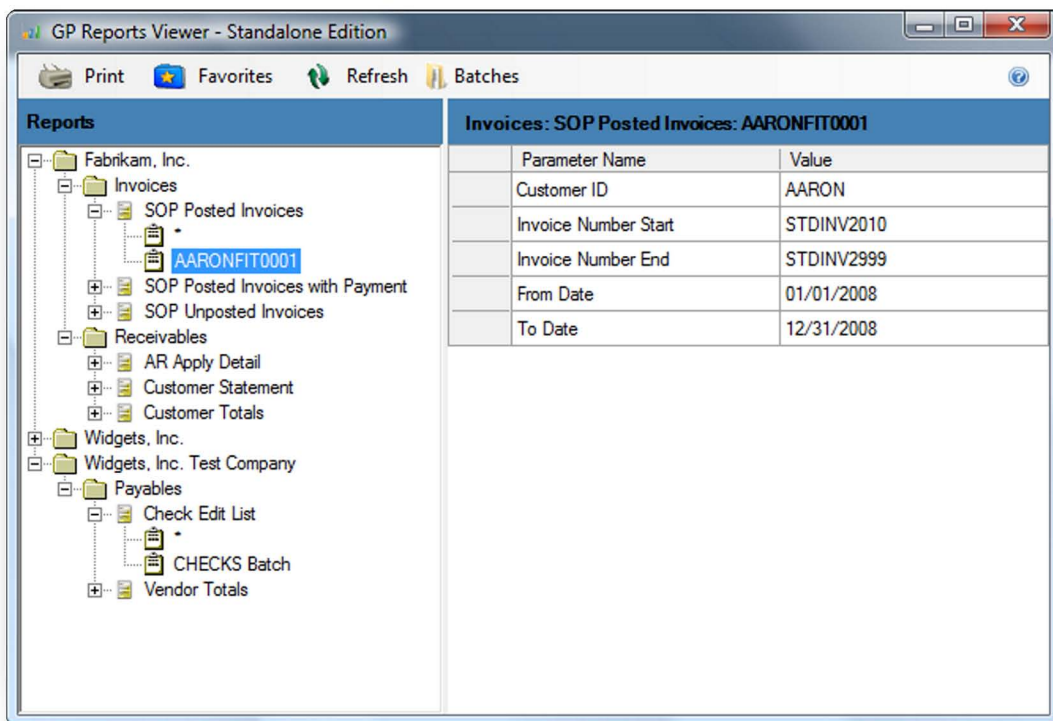 GP Reports Viewer - Standalone Edition
Print Favorites Refresh Batches
Reports
Fabrikam, Inc.
Invoices
SOP Posted Invoices
*
AARONFIT0001
SOP Posted Invoices with Payment
SOP Unposted Invoices
Receivables
AR Apply Detail
Customer Statement
Customer Totals
Widgets, Inc.
Widgets, Inc. Test Company
Payables
Check Edit List
*
CHECKS Batch
Vendor Totals
Invoices: SOP Posted Invoices: AARONFIT0001
Parameter Name Value
Customer ID AARON
Invoice Number Start STDINV2010
Invoice Number End STDINV2999
From Date 01/01/2008
To Date 12/31/2008